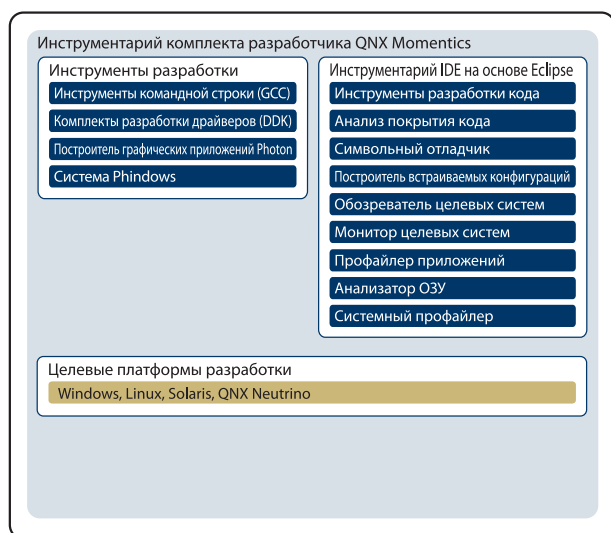 Инструментарий комплекта разработчика QNX Momentics
Инструменты разработки
Инструменты командной строки (GCC)
Комплекты разработки драйверов (DDK)
Построитель графических приложений Photon
Система Phindows
Инструментарий IDE на основе Eclipse
Инструменты разработки кода
Анализ покрытия кода
Символьный отладчик
Построитель встраиваемых конфигураций
Обозреватель целевых систем
Монитор целевых систем
Профайлер приложений
Анализатор ОЗУ
Системный профайлер
Целевые платформы разработки
Windows, Linux, Solaris, QNX Neutrino